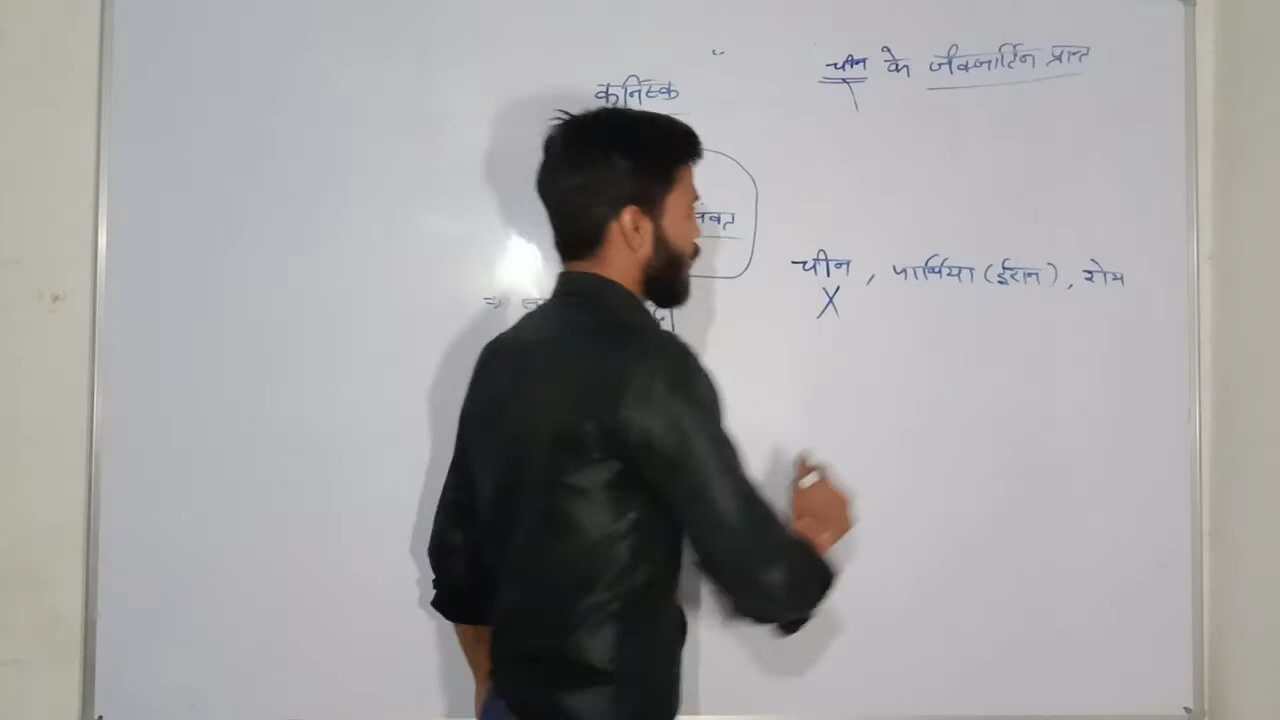 चीन के जॅक्जार्टिन प्रान्त
कनिस्क
चीन , पार्थिया (ईरान) , रोम
X